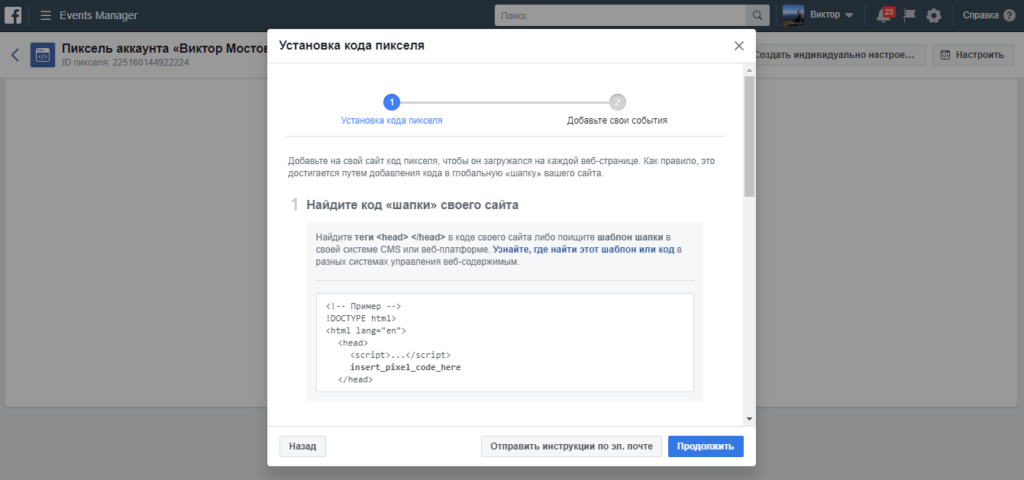 Events Manager
Поиск
Виктор
23
Справка
Пиксель аккаунта «Виктор Мостов
ID пикселя: 225160144922224
Создать индивидуально настрое...
Настроить
Установка кода пикселя
1
2
Установка кода пикселя
Добавьте свои события
Добавьте на свой сайт код пикселя, чтобы он загружался на каждой веб-странице. Как правило, это
достигается путем добавления кода в глобальную «шапку» вашего сайта.
1 Найдите код «шапки» своего сайта
Найдите теги <head> </head> в коде своего сайта либо поищите шаблон шапки в
своей системе CMS или веб-платформе. Узнайте, где найти этот шаблон или код в
разных системах управления веб-содержимым.
<!-- Пример -->
!DOCTYPE html>
<html lang="en">
<head>
<script>...</script>
insert_pixel_code_here
</head>
Назад
Отправить инструкции по эл. почте
Продолжить